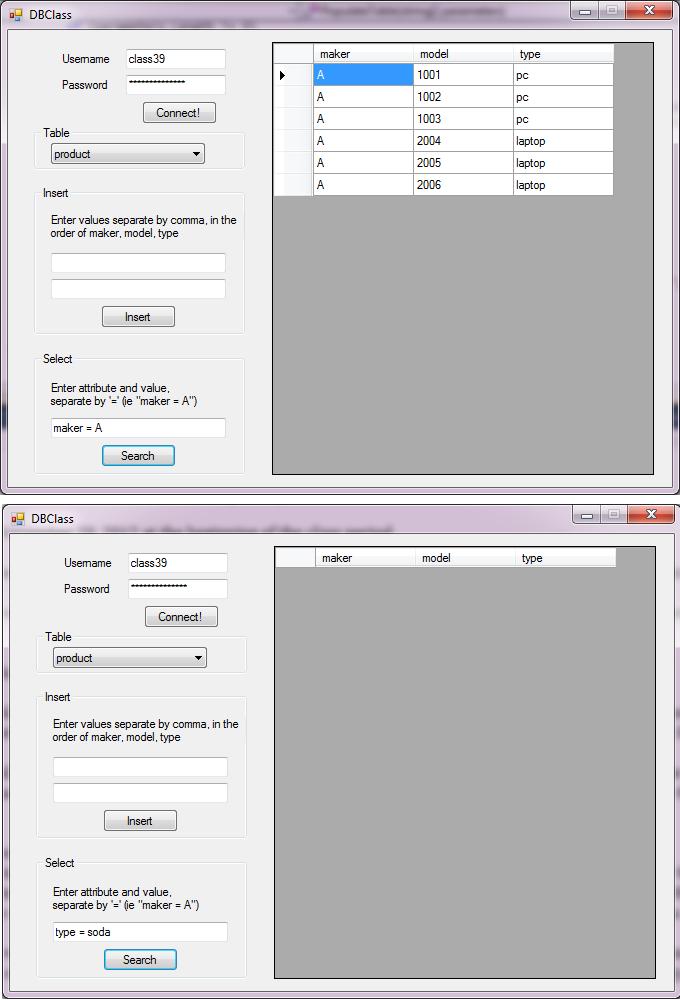 DBClass
Username class39
Password **************
Connect!
Table
product
Insert
Enter values separate by comma, in the
order of maker, model, type
Insert
Select
Enter attribute and value,
separate by '=' (ie "maker = A")
maker = A
Search
maker model type
A 1001 pc
A 1002 pc
A 1003 pc
A 2004 laptop
A 2005 laptop
A 2006 laptop
DBClass
Username class39
Password **************
Connect!
Table
product
Insert
Enter values separate by comma, in the
order of maker, model, type
Insert
Select
Enter attribute and value,
separate by '=' (ie "maker = A")
type = soda
Search
maker model type